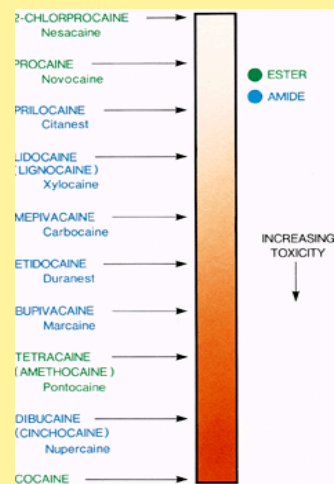 2-CHLORPROCAINE
Nesacaine
PROCAINE
Novocaine
PRILOCAINE
Citanest
LIDOCAINE
(LIGNOCAINE)
Xylocaine
MEPIVACAINE
Carbocaine
ETIDOCAINE
Duranest
BUPIVACAINE
Marcaine
TETRACAINE
(AMETHOCAINE)
Pontocaine
DIBUCAINE
(CINCHOCAINE)
Nupercaine
COCAINE
ESTER
AMIDE
INCREASING
TOXICITY